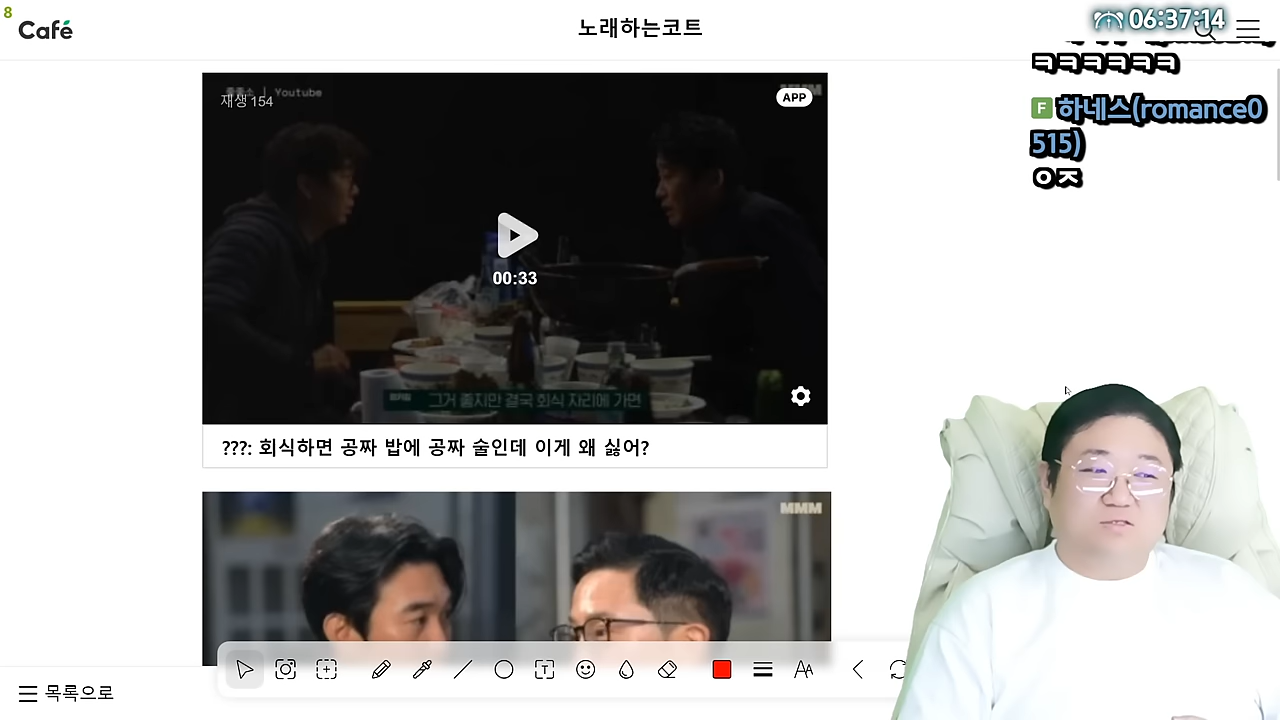 8
Café
노래하는코트
06:37:14
ㅋㅋㅋㅋㅋㅋ
F 하네스(romance0
515)
ㅇㅈ
Youtube
재생 154
APP
00:33
그거 좋지만 결국 회식 자리에 가면
???: 회식하면 공짜 밥에 공짜 술인데 이게 왜 싫어?
MMM
목록으로